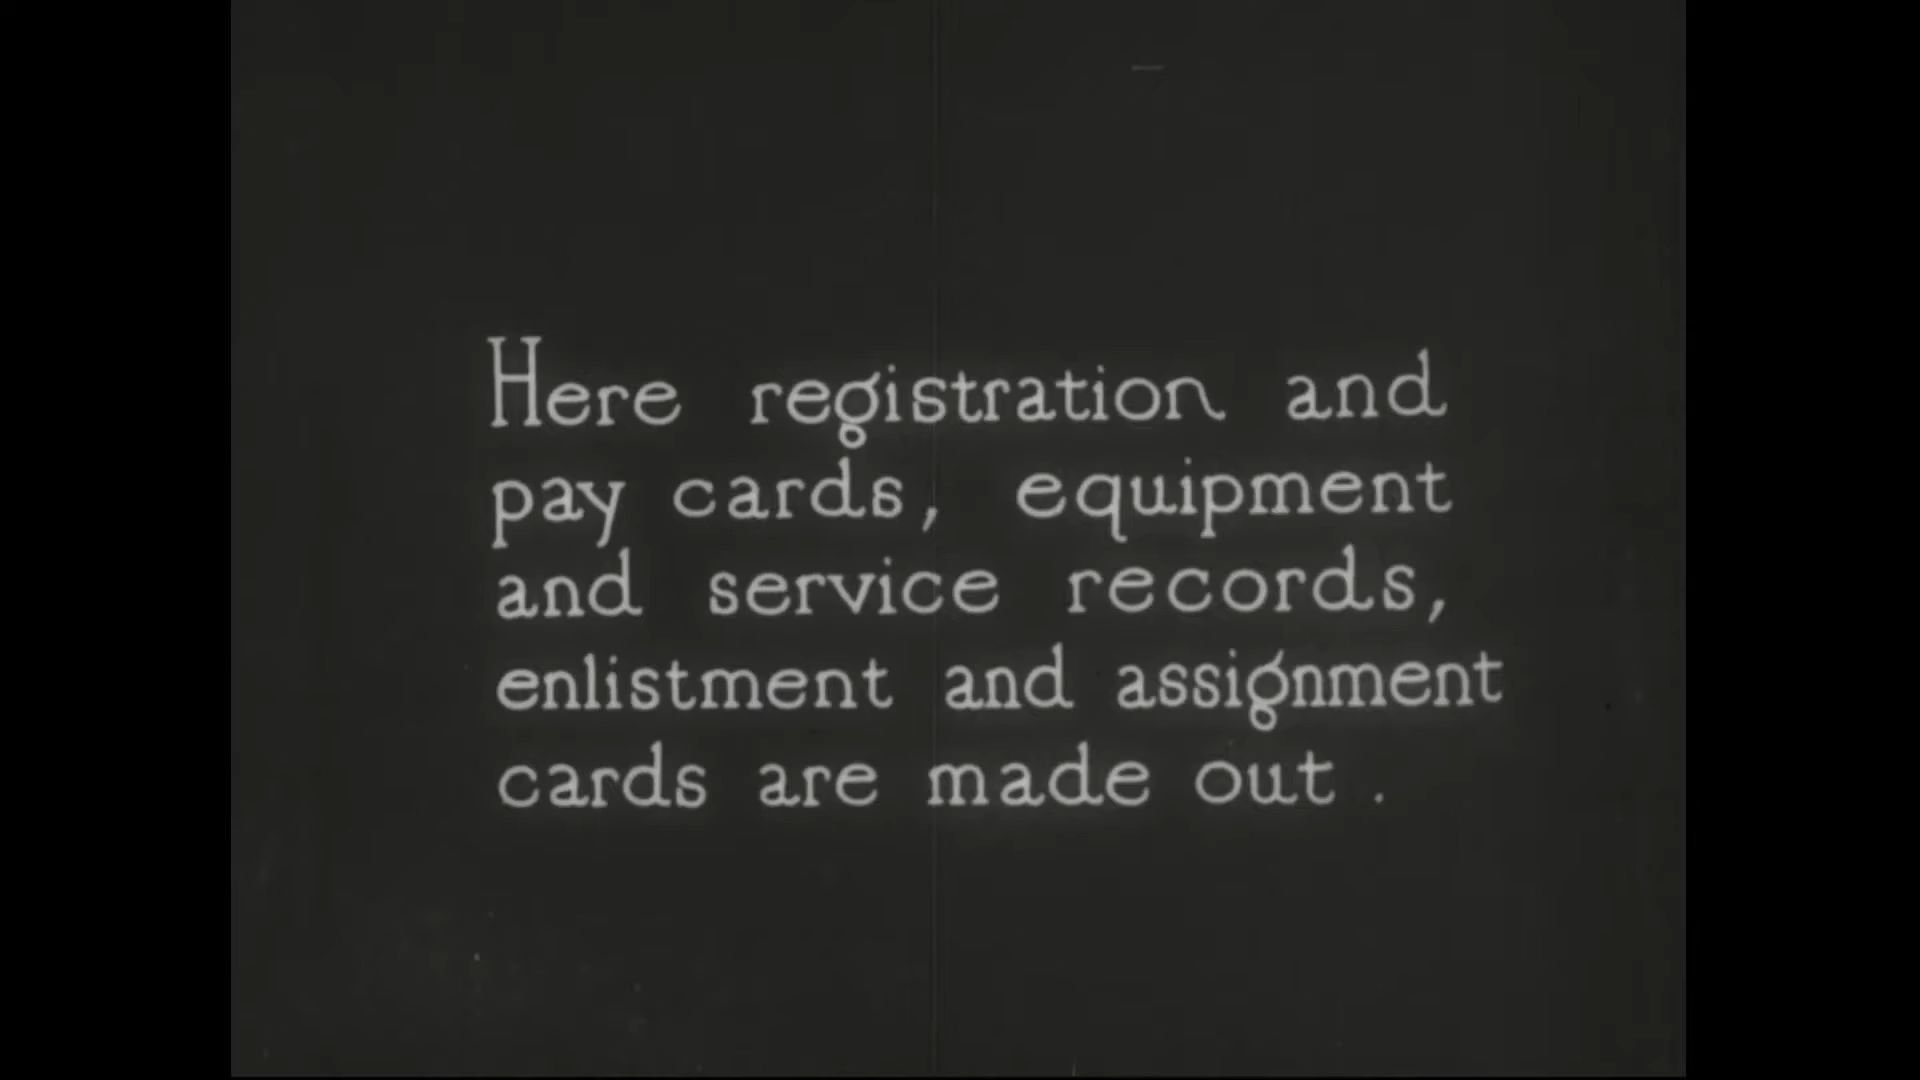 Here registration and
pay cards, equipment
and service records,
enlistment and assignment
cards are made out.